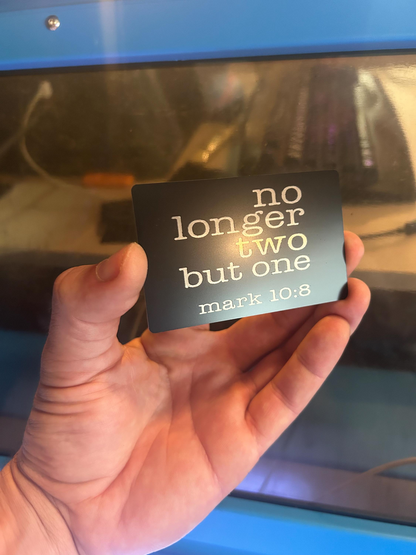 no
longer
two
but one
mark 10:8